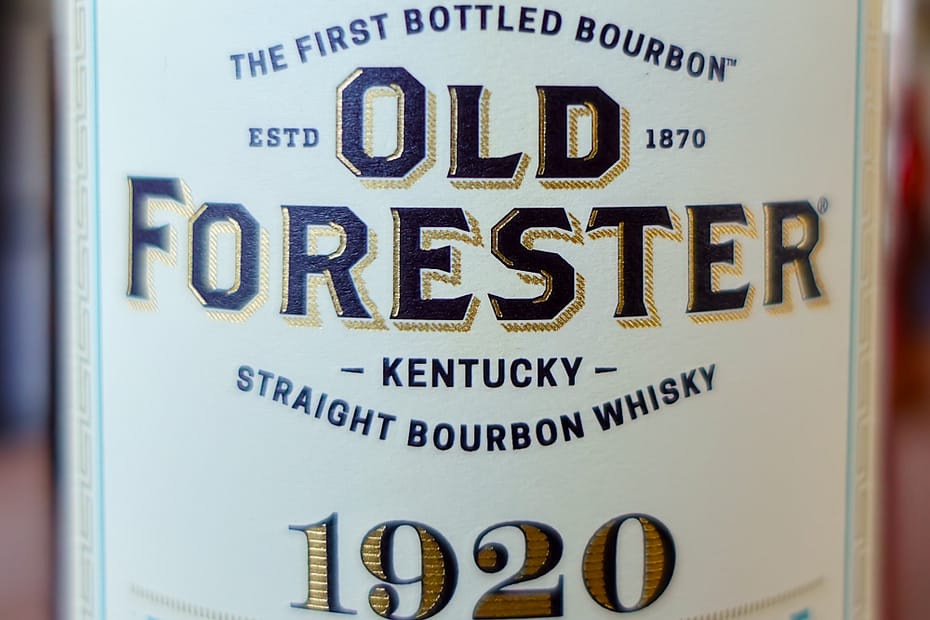 THE FIRST BOTTLED BOURBON™
OLD
ESTD 1870
FORESTER®
– KENTUCKY –
STRAIGHT BOURBON WHISKY
1920